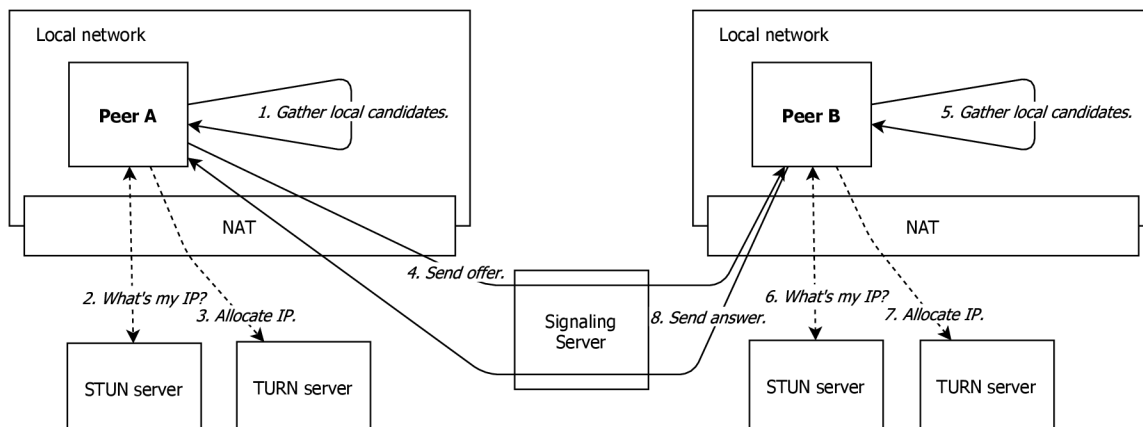 Local network
Peer A
1. Gather local candidates.
NAT
2. What's my IP?
3. Allocate IP.
STUN server
TURN server
4. Send offer.
Signaling
Server
8. Send answer.
Local network
Peer B
5. Gather local candidates.
NAT
6. What's my IP?
7. Allocate IP.
STUN server
TURN server